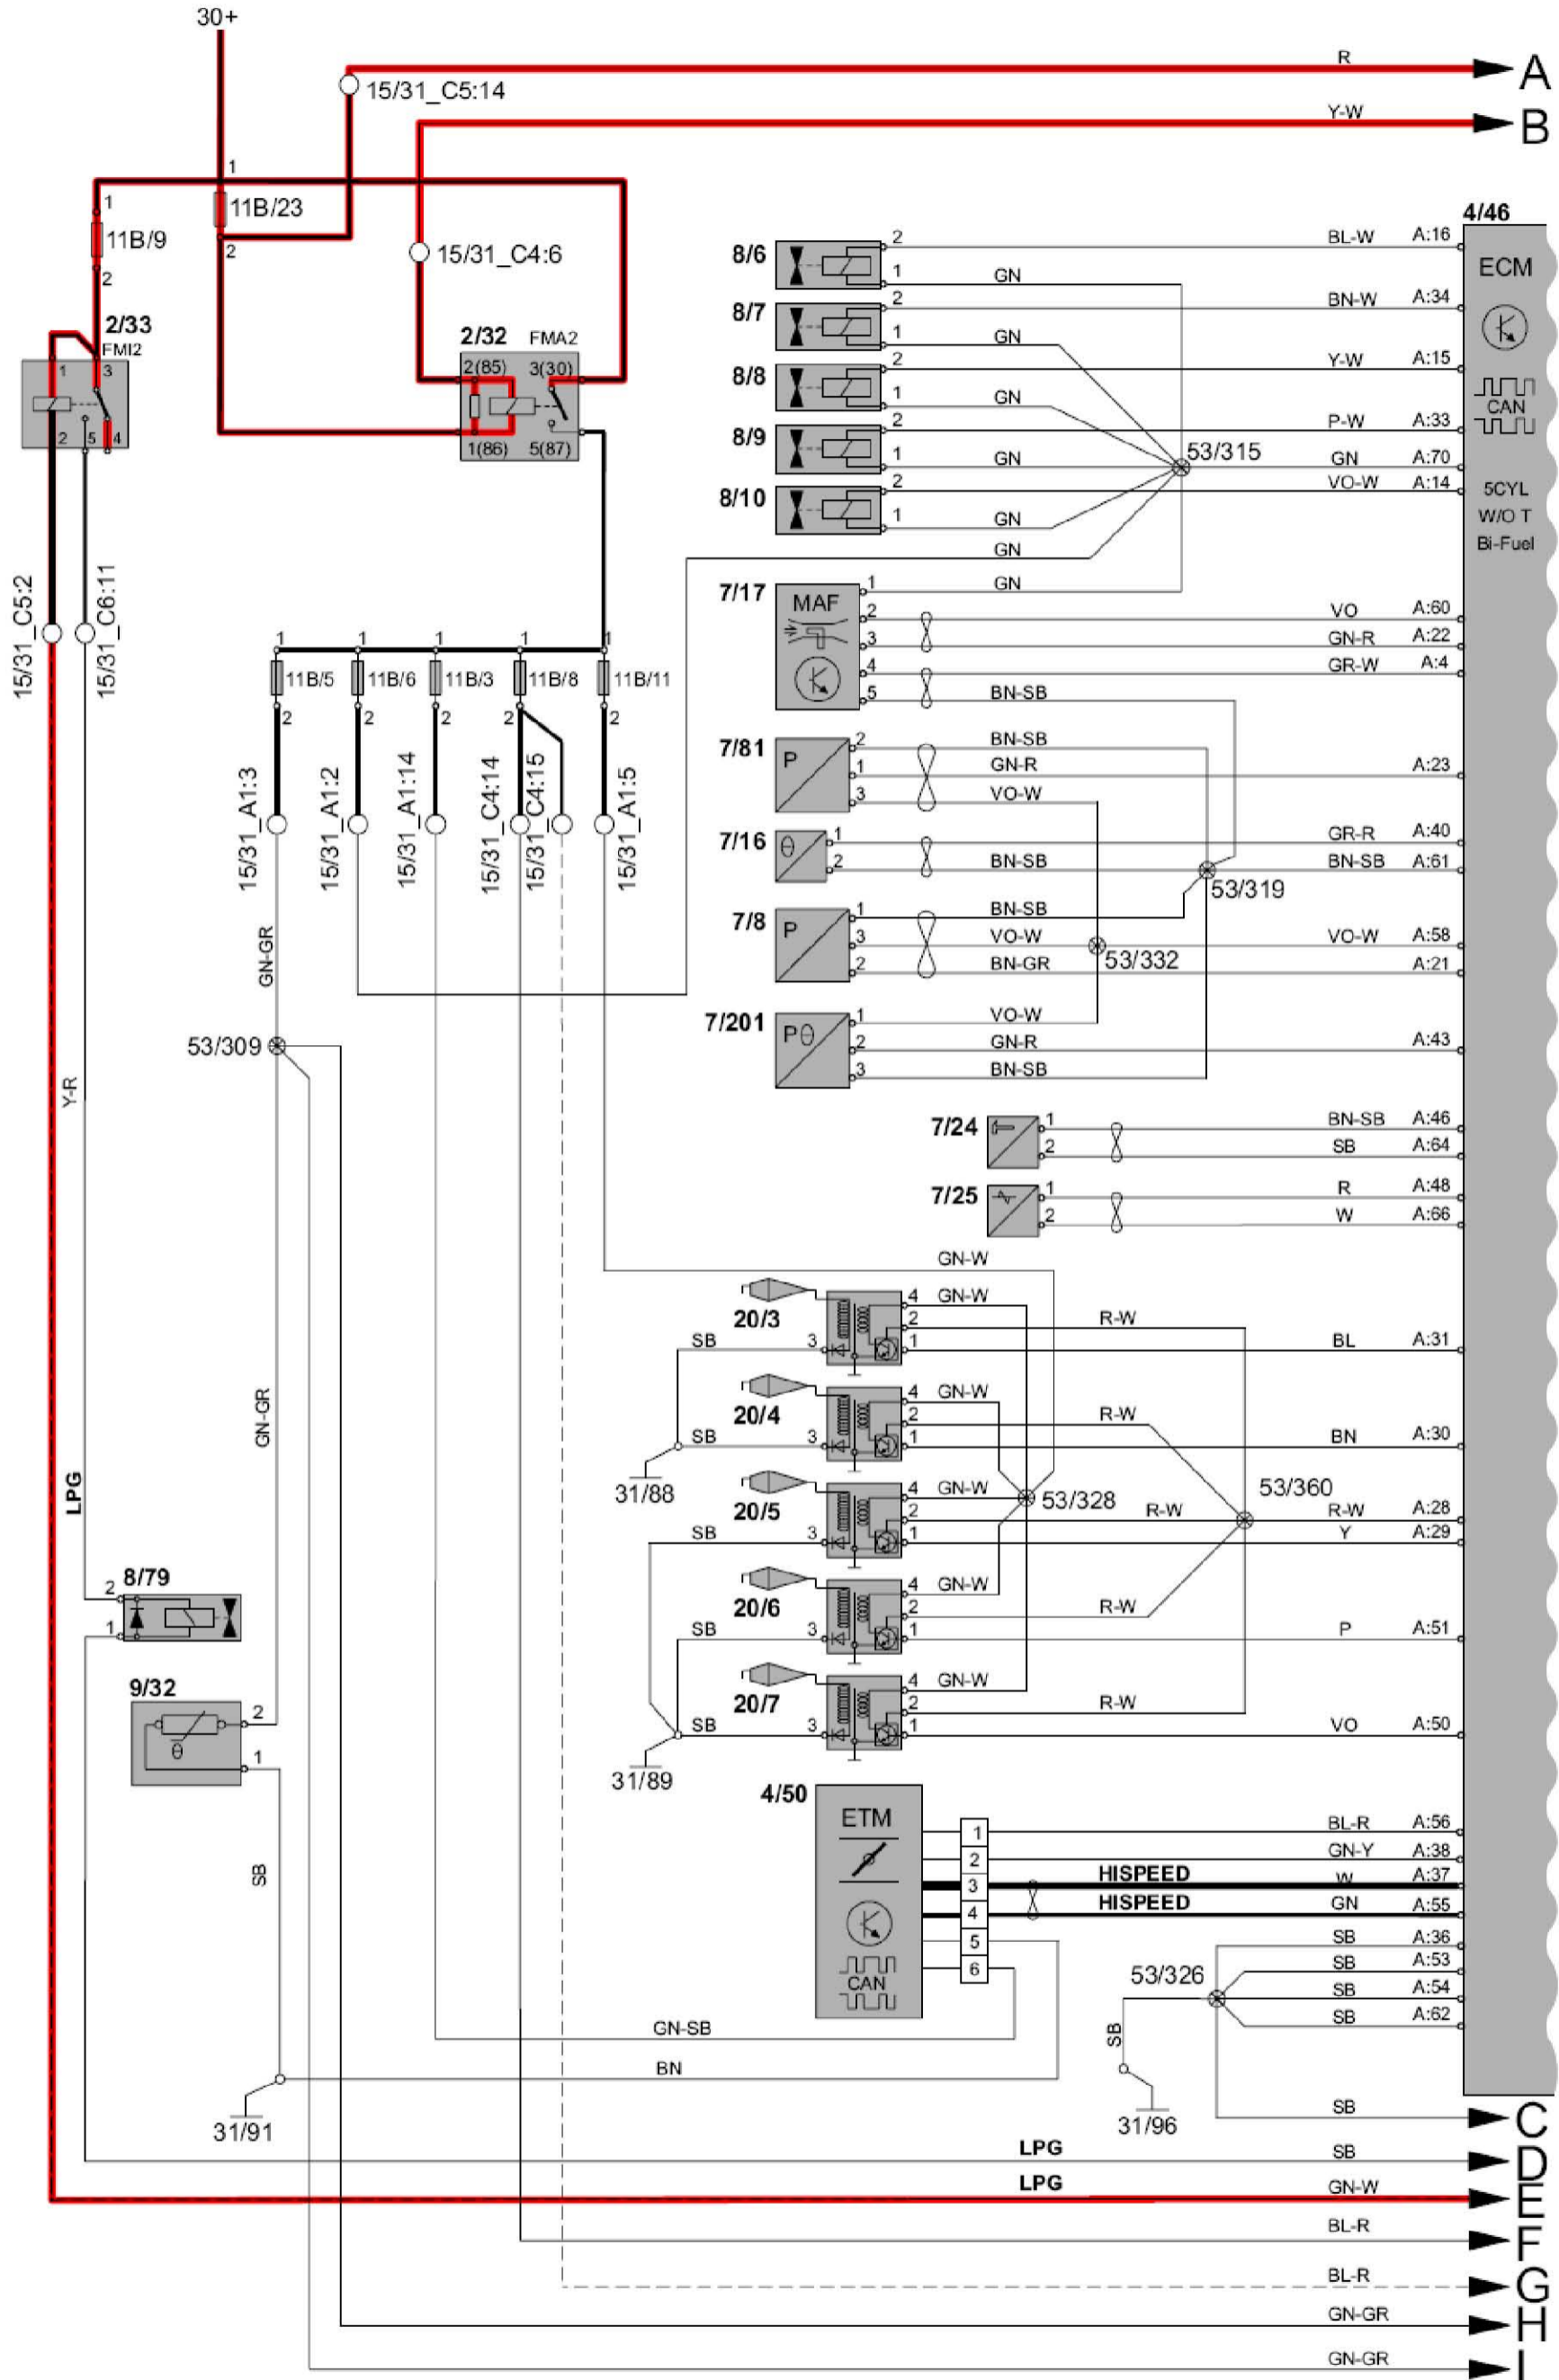 30+
R
A
15/31_C5:14
Y-W
B
1
1
11B/23
11B/9
2
2
15/31_C4:6
2/33
FMI2
1
3
2
5
4
2/32
FMA2
2(85)
3(30)
1(86)
5(87)
4/46
ECM
CAN
5CYL
W/O T
Bi-Fuel
8/6
2
BL-W
A:16
1
GN
8/7
2
BN-W
A:34
1
GN
8/8
2
Y-W
A:15
1
GN
8/9
2
P-W
A:33
1
GN
53/315
GN
A:70
8/10
2
VO-W
A:14
1
GN
GN
15/31_C5:2
15/31_C6:11
7/17
MAF
1
GN
2
VO
A:60
3
GN-R
A:22
4
GR-W
A:4
5
BN-SB
1
1
1
1
1
11B/5
11B/6
11B/3
11B/8
11B/11
2
2
2
2
2
15/31_A1:3
15/31_A1:2
15/31_A1:14
15/31_C4:14
15/31_C4:15
15/31_A1:5
7/81
P
2
BN-SB
1
GN-R
A:23
3
VO-W
7/16
θ
1
GR-R
A:40
2
BN-SB
BN-SB
A:61
53/319
7/8
P
1
BN-SB
3
VO-W
VO-W
A:58
53/332
2
BN-GR
A:21
GN-GR
53/309
7/201
Pθ
1
VO-W
2
GN-R
A:43
3
BN-SB
Y-R
7/24
1
BN-SB
A:46
2
SB
A:64
7/25
1
R
A:48
2
W
A:66
GN-W
20/3
4
GN-W
2
R-W
SB
3
1
BL
A:31
GN-GR
20/4
4
GN-W
2
R-W
SB
3
1
BN
A:30
31/88
LPG
20/5
4
GN-W
53/328
53/360
2
R-W
R-W
A:28
SB
3
1
Y
A:29
20/6
4
GN-W
2
R-W
SB
3
1
P
A:51
20/7
4
GN-W
2
R-W
SB
3
1
VO
A:50
31/89
8/79
2
1
9/32
θ
2
1
SB
4/50
ETM
CAN
1
BL-R
A:56
2
GN-Y
A:38
3
HISPEED
W
A:37
4
HISPEED
GN
A:55
5
SB
A:36
6
SB
A:53
53/326
SB
A:54
SB
A:62
GN-SB
SB
BN
31/91
31/96
SB
C
LPG
SB
D
LPG
GN-W
E
BL-R
F
BL-R
G
GN-GR
H
GN-GR